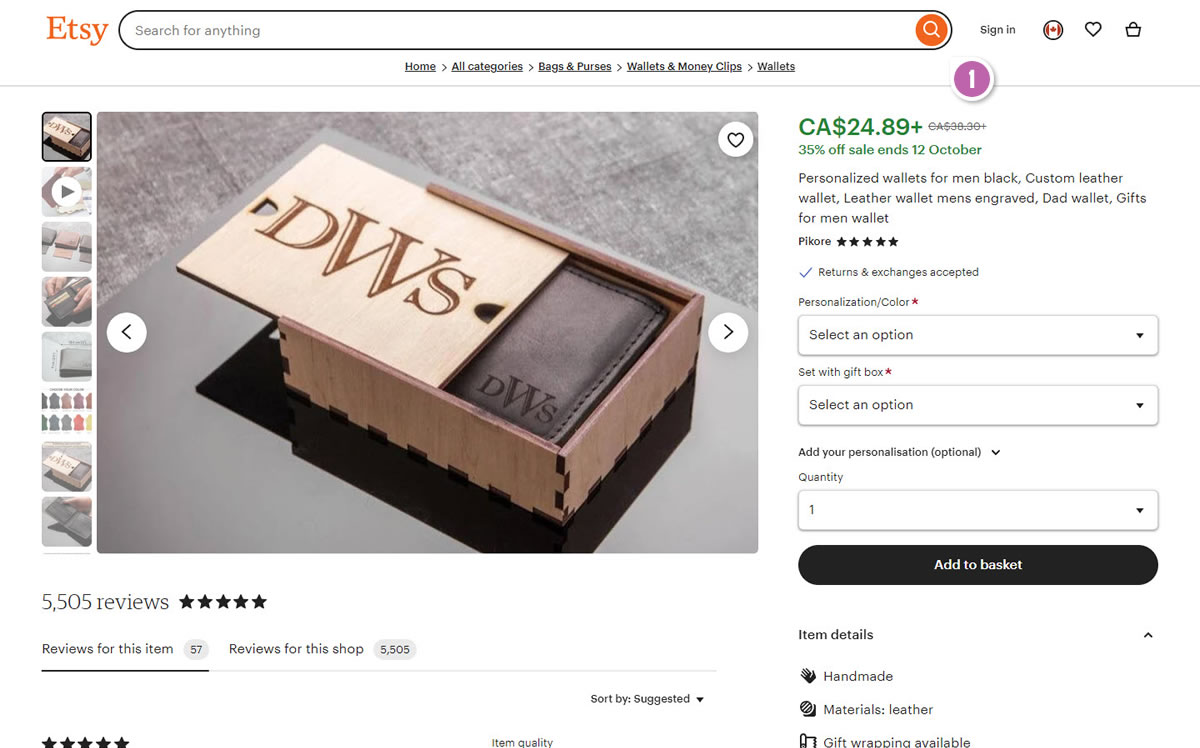 Etsy
Search for anything
Sign in
Home > All categories > Bags & Purses > Wallets & Money Clips > Wallets
1
CA$24.89+ CA$38.30+
35% off sale ends 12 October
Personalized wallets for men black, Custom leather
wallet, Leather wallet mens engraved, Dad wallet, Gifts
for men wallet
Pikore ★★★★★
Returns & exchanges accepted
Personalization/Color*
Select an option
Set with gift box*
Select an option
Add your personalisation (optional)
Quantity
1
Add to basket
DWS
DWS
5,505 reviews ★★★★★
Reviews for this item 57 Reviews for this shop 5,505
Sort by: Suggested
★★★★★ Item quality
Item details
Handmade
Materials: leather
Gift wrapping available